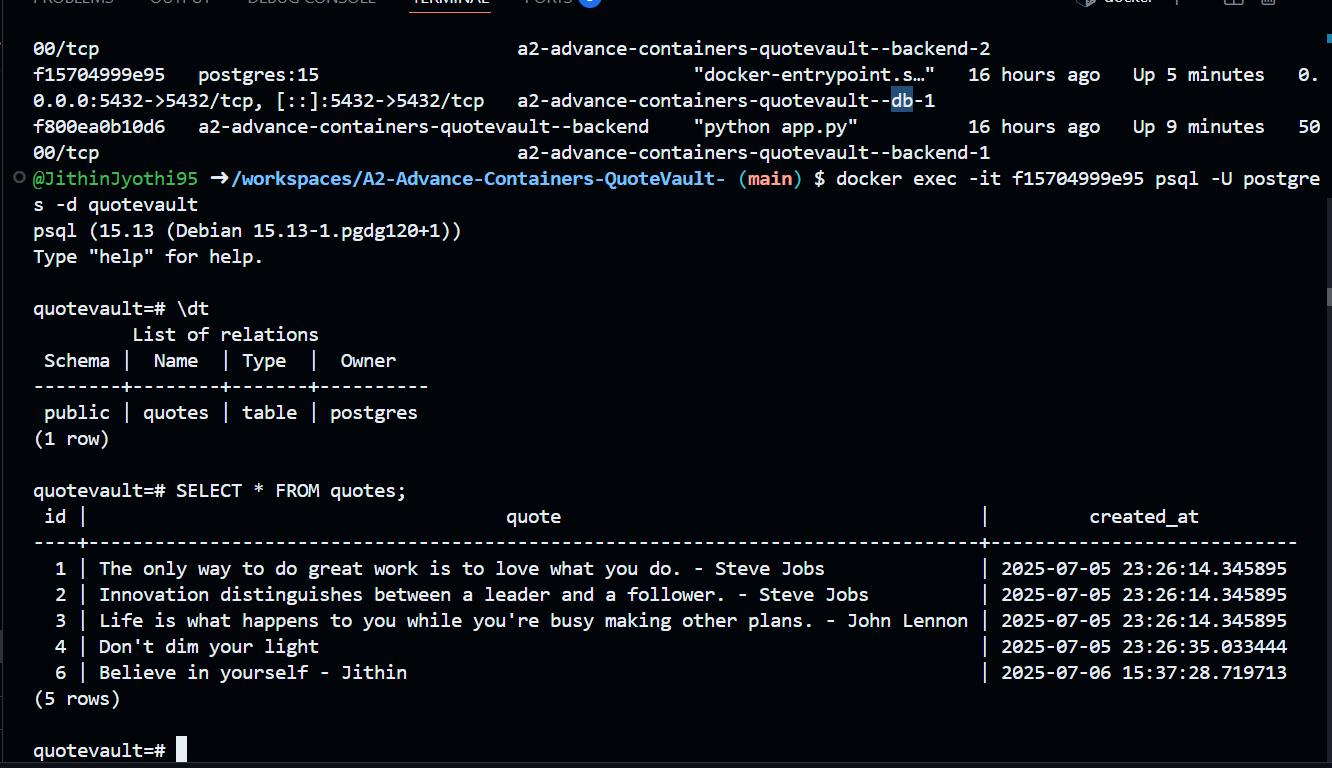 PROBLEMS OUTPUT DEBUG CONSOLE TERMINAL PORTS docker
00/tcp a2-advance-containers-quotevault--backend-2
f15704999e95 postgres:15 "docker-entrypoint.s…" 16 hours ago Up 5 minutes 0.
0.0.0:5432->5432/tcp, [::]:5432->5432/tcp a2-advance-containers-quotevault--db-1
f800ea0b10d6 a2-advance-containers-quotevault--backend "python app.py" 16 hours ago Up 9 minutes 50
00/tcp a2-advance-containers-quotevault--backend-1
@JithinJyothi95 ➜/workspaces/A2-Advance-Containers-QuoteVault- (main) $ docker exec -it f15704999e95 psql -U postgre
s -d quotevault
psql (15.13 (Debian 15.13-1.pgdg120+1))
Type "help" for help.
quotevault=# \dt
List of relations
Schema | Name | Type | Owner
--------+--------+-------+----------
public | quotes | table | postgres
(1 row)
quotevault=# SELECT * FROM quotes;
id | quote | created_at
----+--------------------------------------------------------------------------------+----------------------------
1 | The only way to do great work is to love what you do. - Steve Jobs | 2025-07-05 23:26:14.345895
2 | Innovation distinguishes between a leader and a follower. - Steve Jobs | 2025-07-05 23:26:14.345895
3 | Life is what happens to you while you're busy making other plans. - John Lennon | 2025-07-05 23:26:14.345895
4 | Don't dim your light | 2025-07-05 23:26:35.033444
6 | Believe in yourself - Jithin | 2025-07-06 15:37:28.719713
(5 rows)
quotevault=#